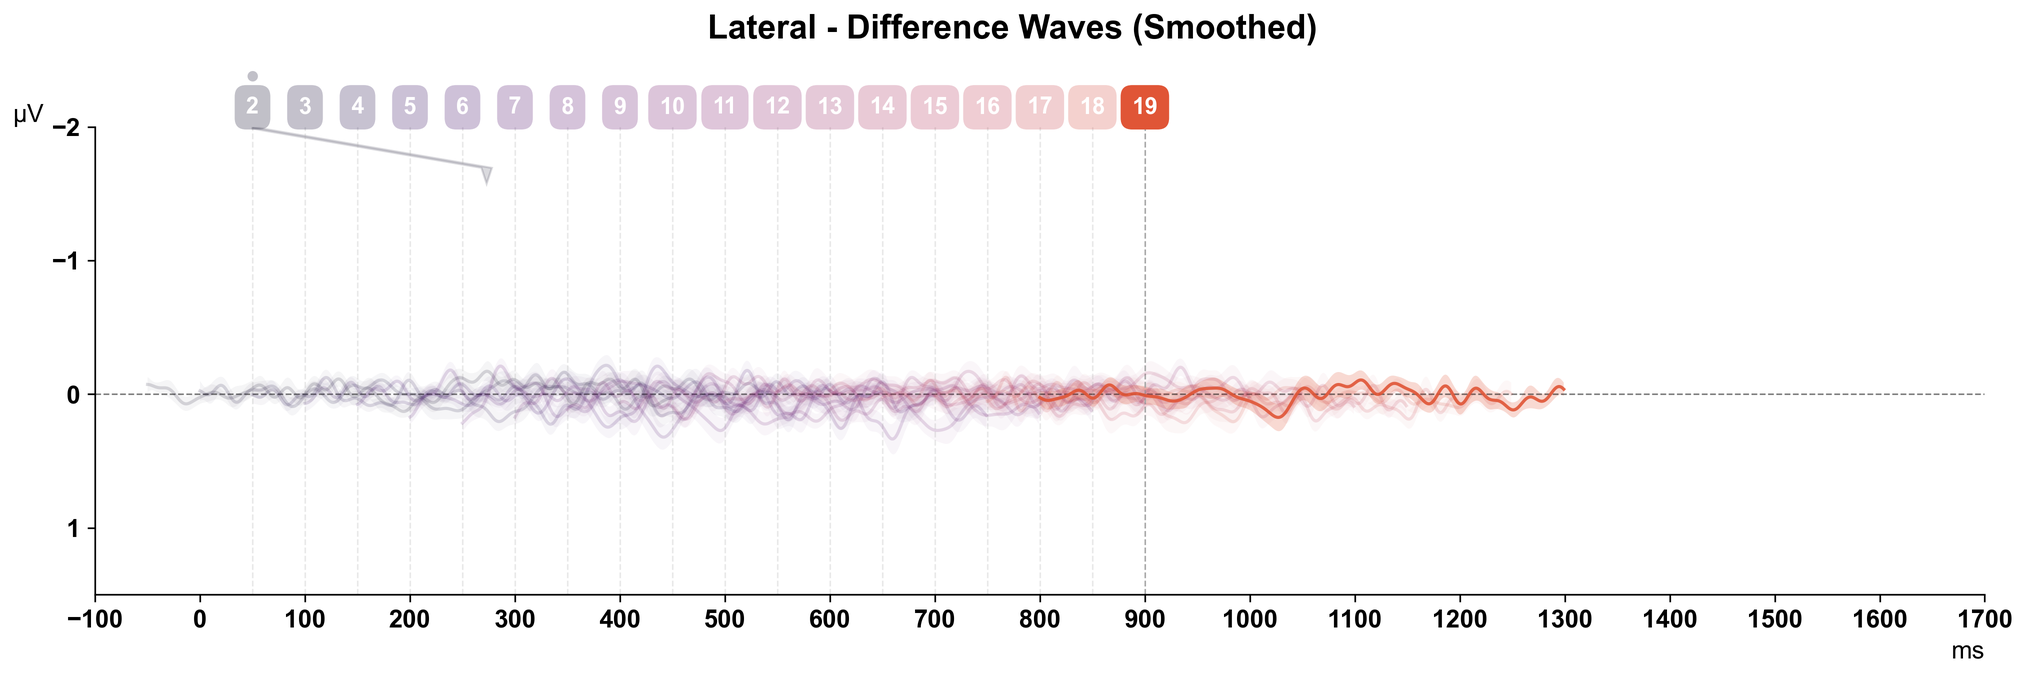 Lateral - Difference Waves (Smoothed)
2 3 4 5 6 7 8 9 10 11 12 13 14 15 16 17 18 19
µV
−2
−1
0
1
−100 0 100 200 300 400 500 600 700 800 900 1000 1100 1200 1300 1400 1500 1600 1700
ms